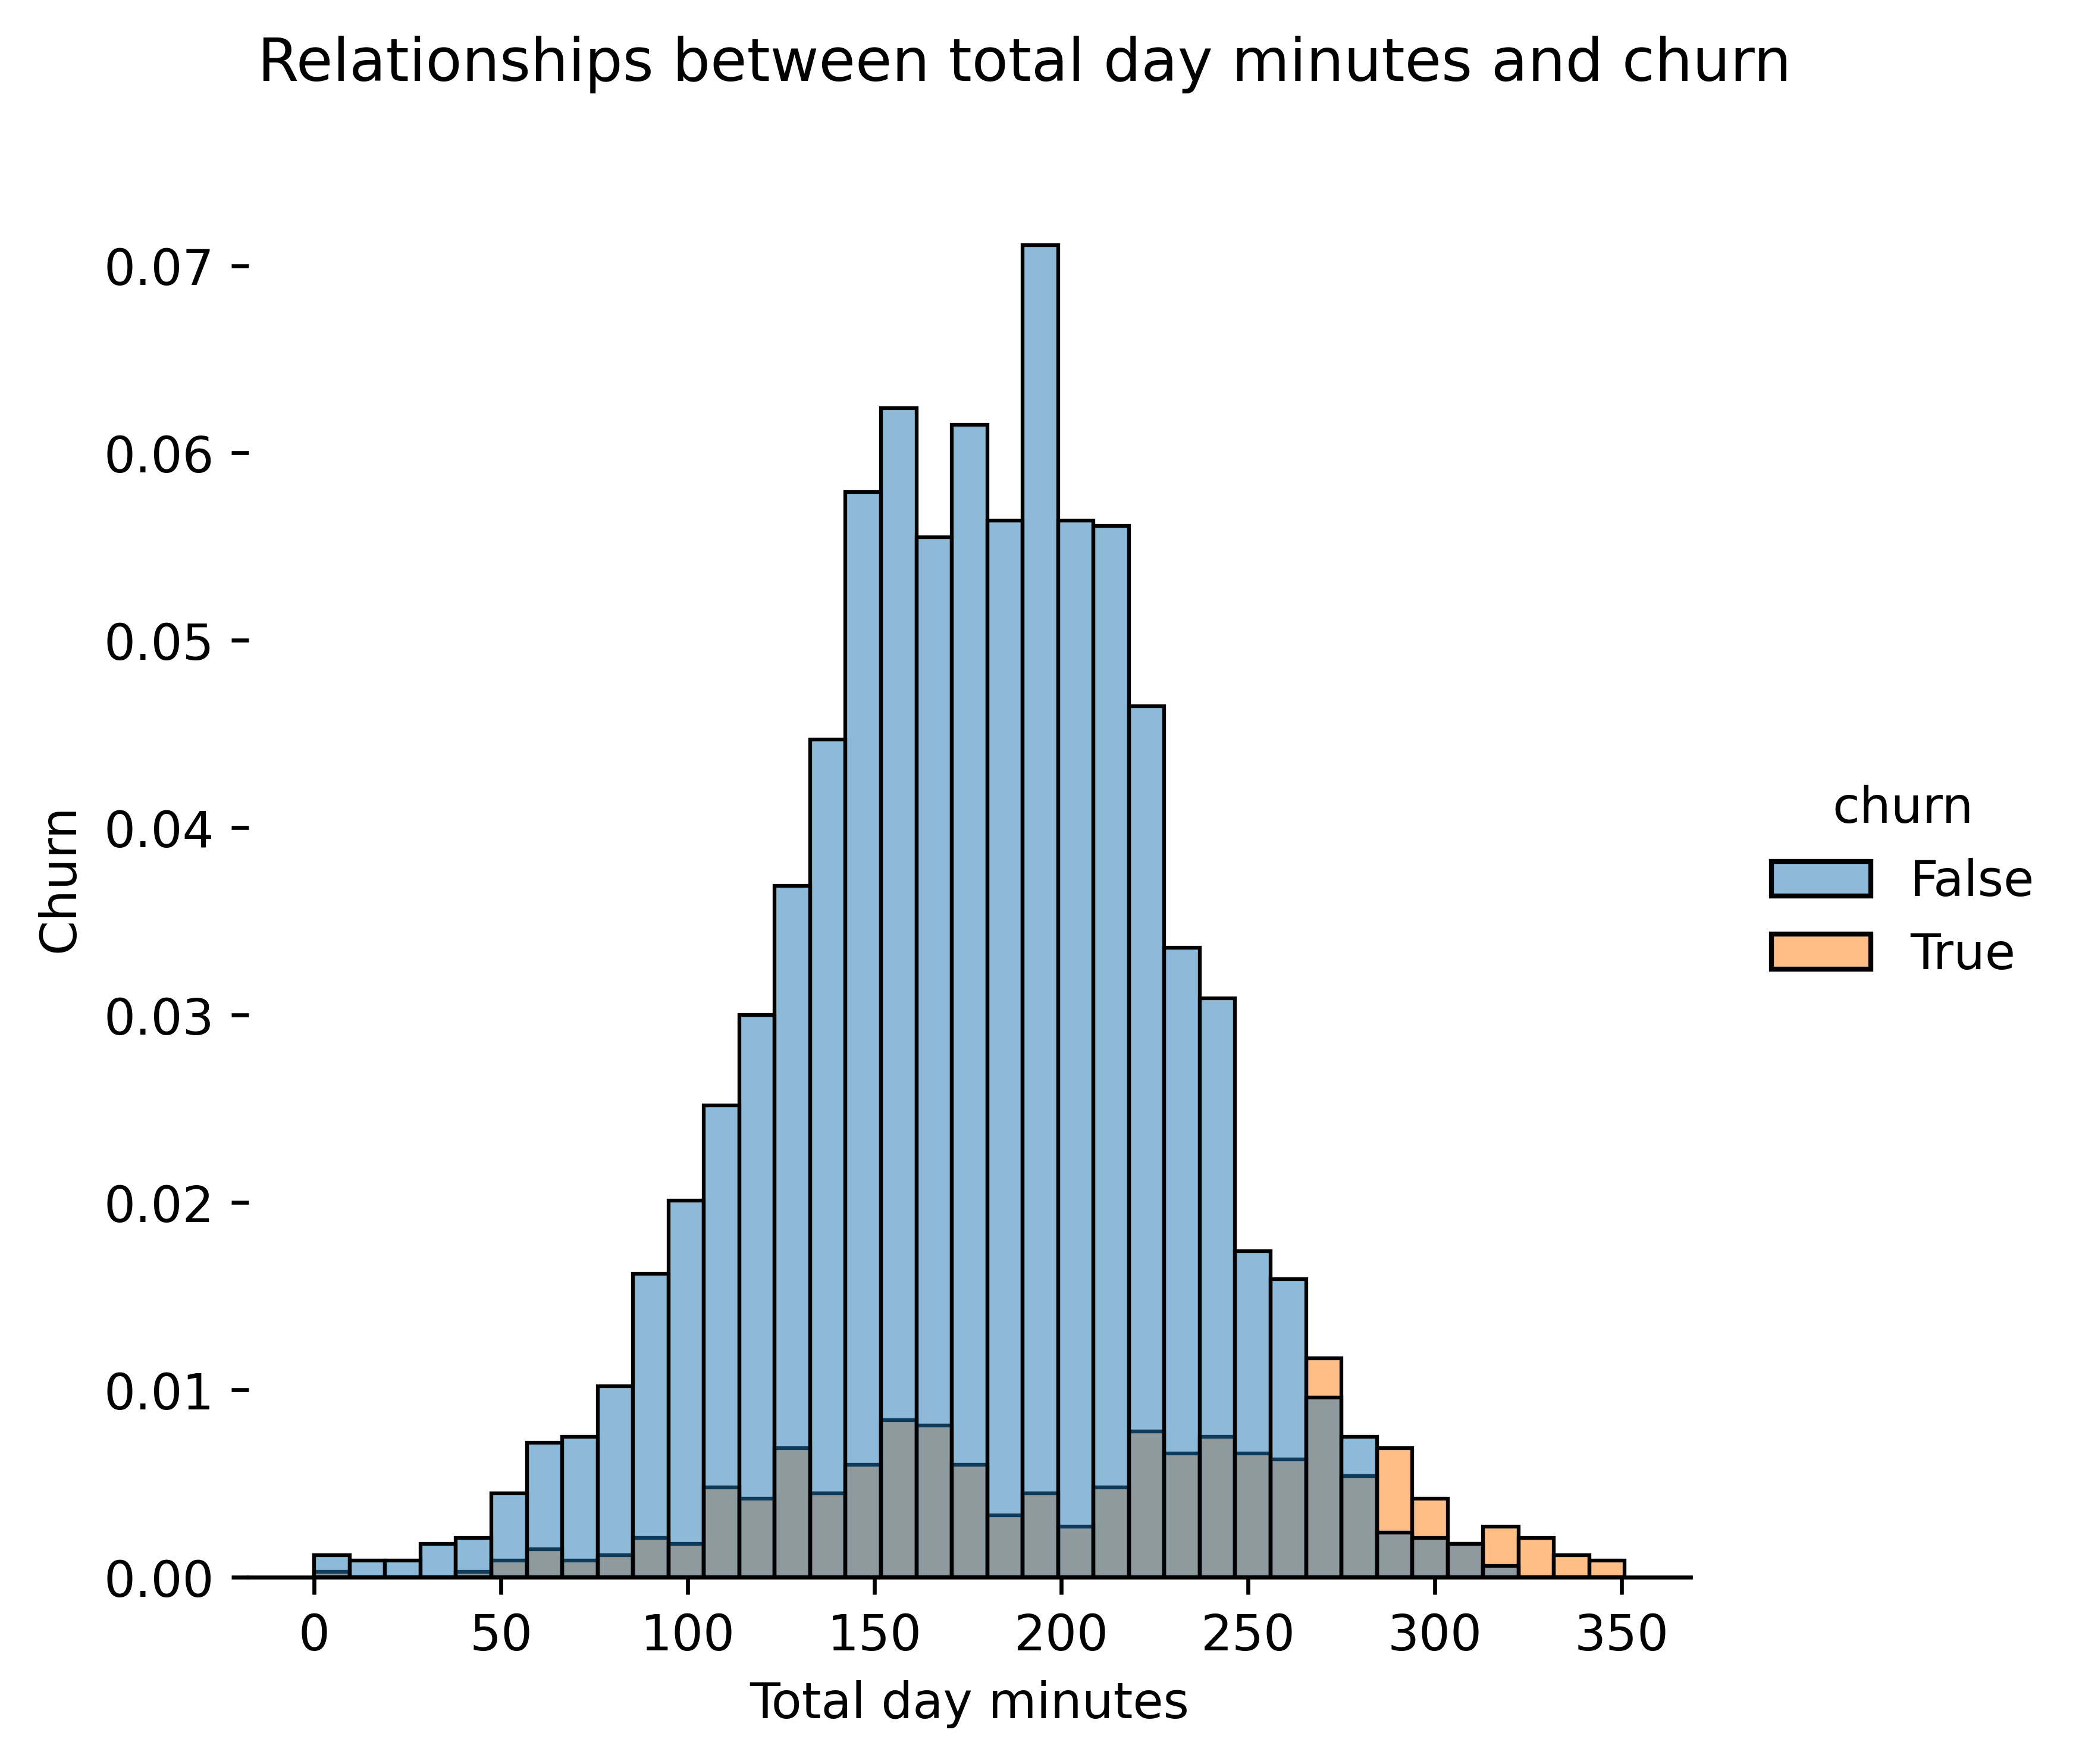 Relationships between total day minutes and churn
0.07
0.06
0.05
0.04
0.03
0.02
0.01
0.00
Churn
0 50 100 150 200 250 300 350
Total day minutes
churn
False
True